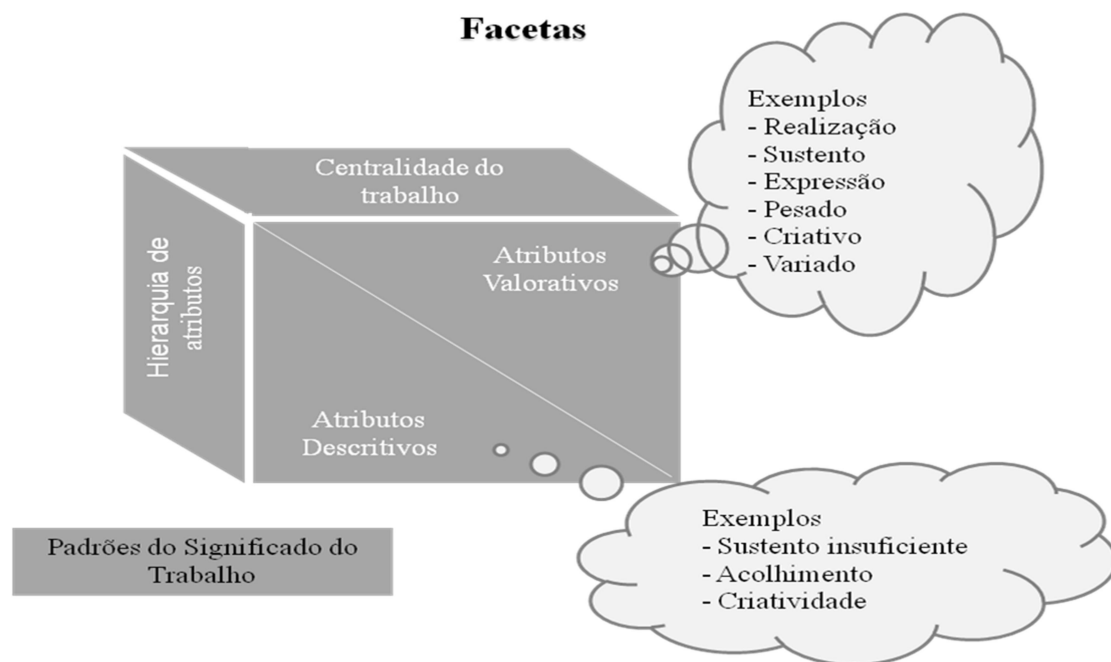 Facetas
Exemplos
- Realização
- Sustento
- Expressão
- Pesado
- Criativo
- Variado
Centralidade do
trabalho
Hierarquia de
atributos
Atributos
Valorativos
Atributos
Descritivos
Exemplos
- Sustento insuficiente
- Acolhimento
- Criatividade
Padrões do Significado do
Trabalho